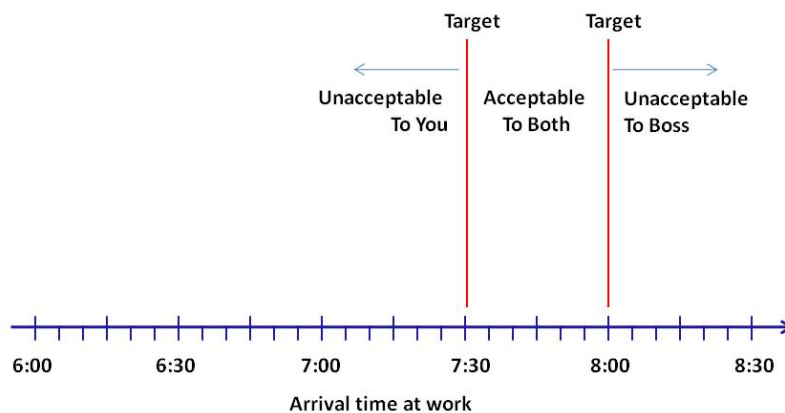 Target Target
Unacceptable Acceptable Unacceptable
To You To Both To Boss
6:00 6:30 7:00 7:30 8:00 8:30
Arrival time at work